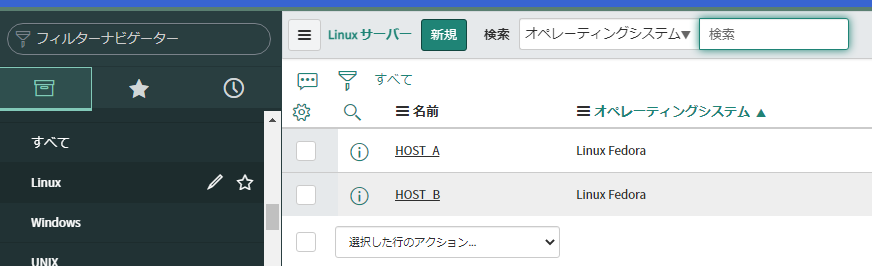 フィルターナビゲーター
すべて
Linux
Windows
UNIX
Linux サーバー 新規 検索 オペレーティングシステム▼ 検索
すべて
名前 オペレーティングシステム ▲
HOST_A Linux Fedora
HOST_B Linux Fedora
選択した行のアクション...